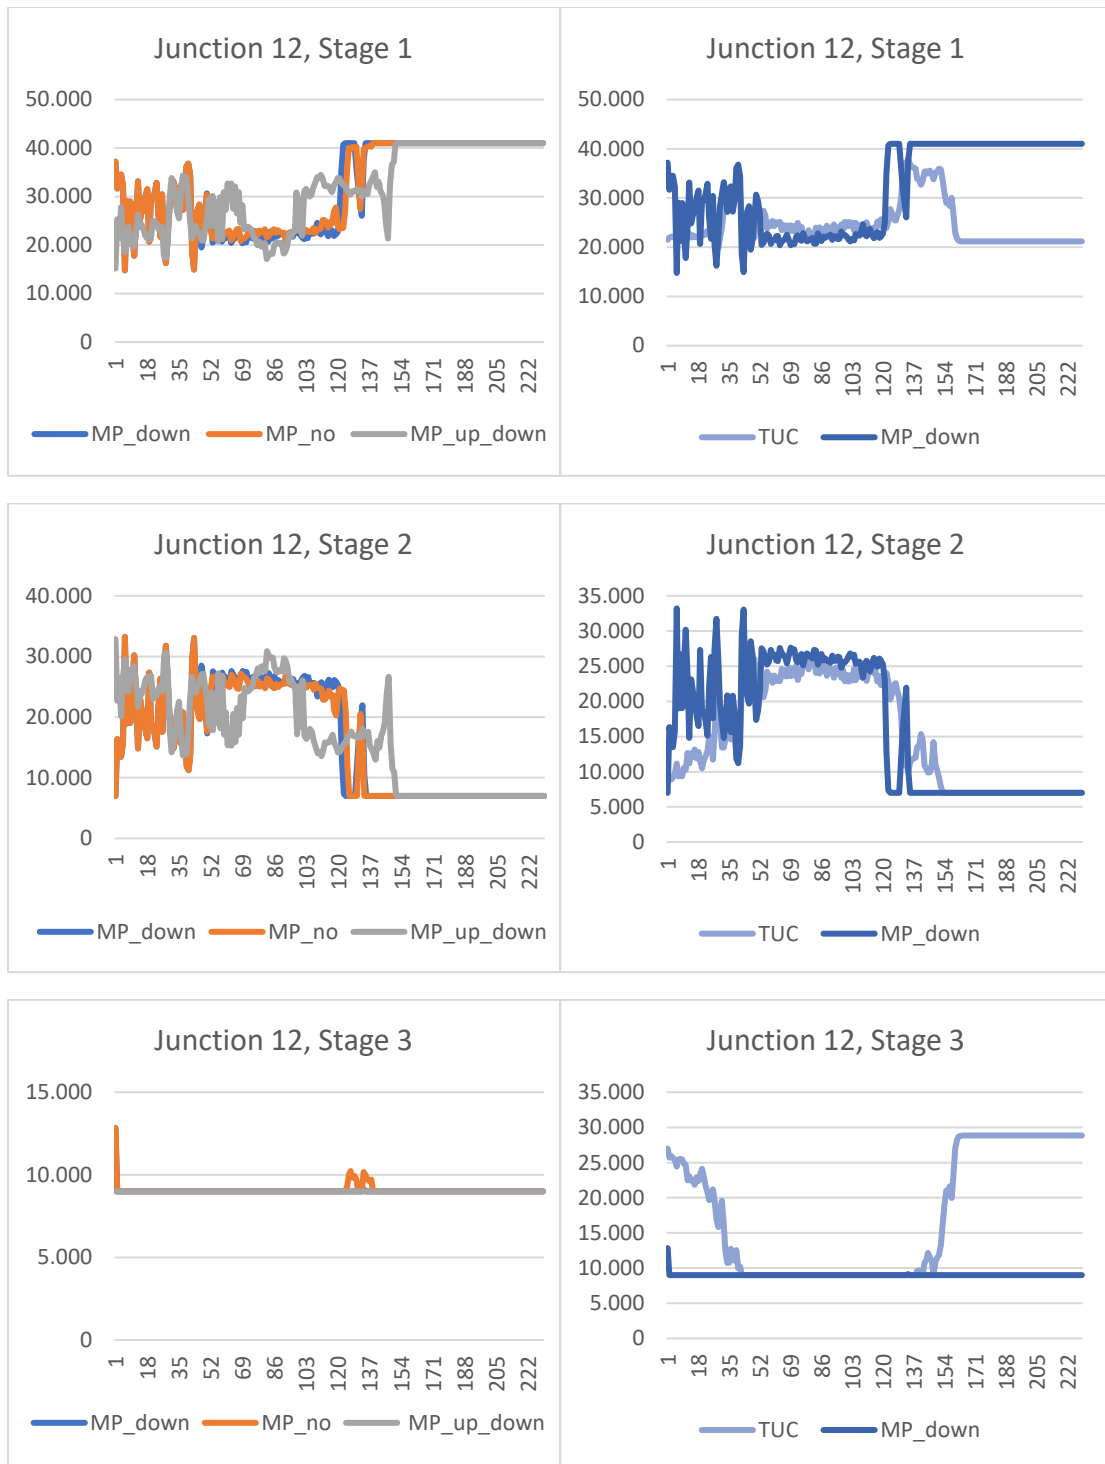 Junction 12, Stage 1
50.000
40.000
30.000
20.000
10.000
0
1 18 35 52 69 86 103 120 137 154 171 188 205 222
MP_down MP_no MP_up_down
Junction 12, Stage 1
50.000
40.000
30.000
20.000
10.000
0
1 18 35 52 69 86 103 120 137 154 171 188 205 222
TUC MP_down
Junction 12, Stage 2
40.000
30.000
20.000
10.000
0
1 18 35 52 69 86 103 120 137 154 171 188 205 222
MP_down MP_no MP_up_down
Junction 12, Stage 2
35.000
30.000
25.000
20.000
15.000
10.000
5.000
0
1 18 35 52 69 86 103 120 137 154 171 188 205 222
TUC MP_down
Junction 12, Stage 3
15.000
10.000
5.000
0
1 18 35 52 69 86 103 120 137 154 171 188 205 222
MP_down MP_no MP_up_down
Junction 12, Stage 3
35.000
30.000
25.000
20.000
15.000
10.000
5.000
0
1 18 35 52 69 86 103 120 137 154 171 188 205 222
TUC MP_down